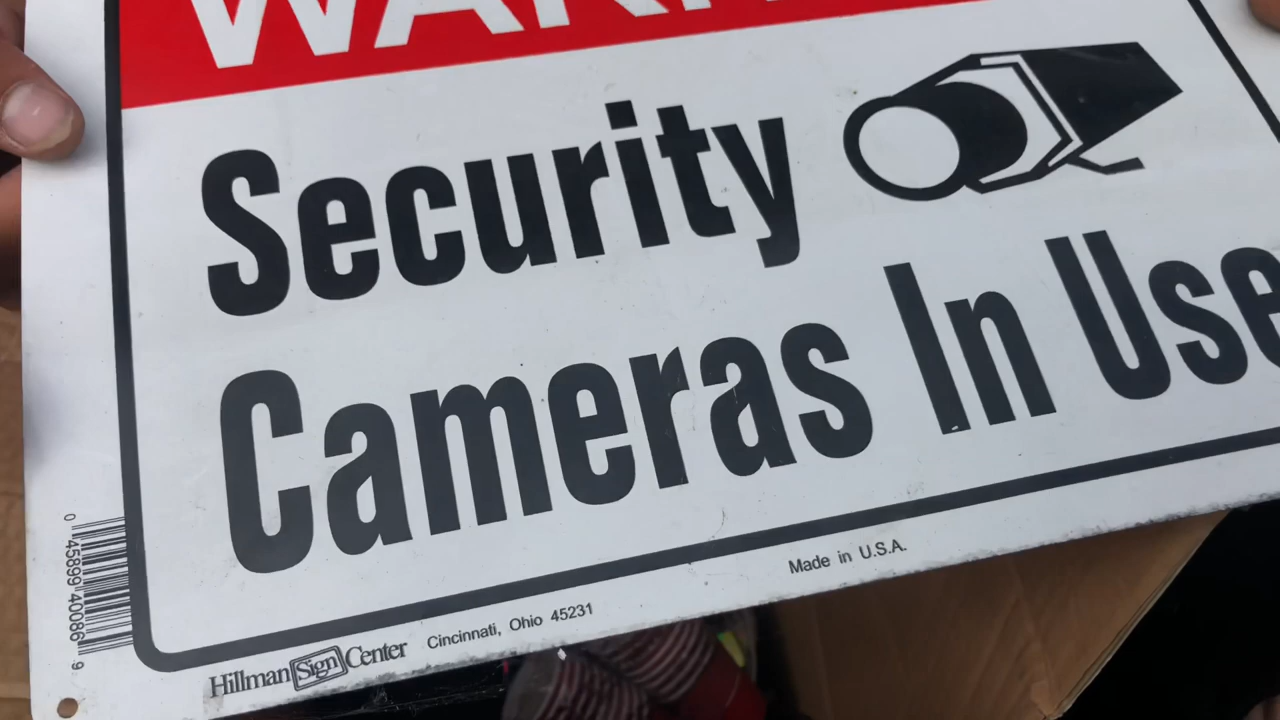 WARN
Security
Cameras In Use
0 45899 40086 9
Hillman Sign Center Cincinnati, Ohio 45231
Made in U.S.A.